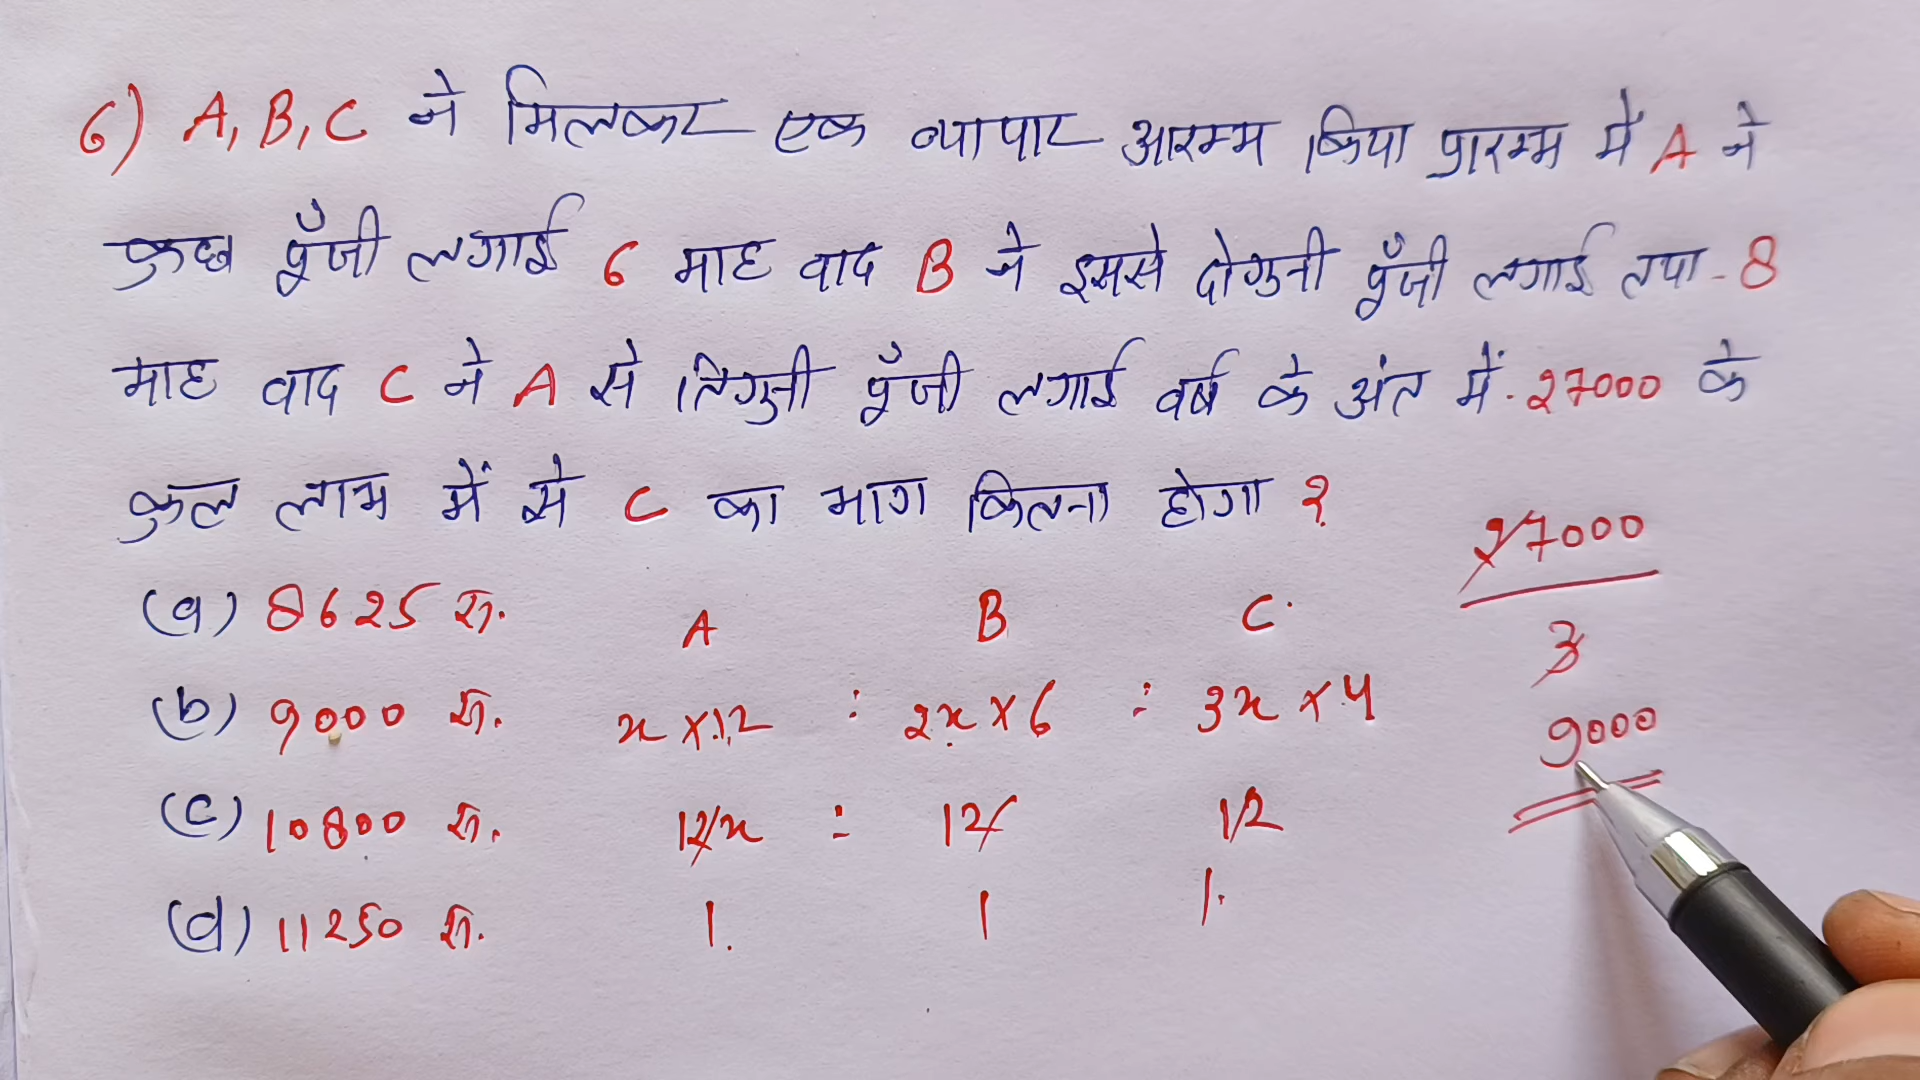 6) A, B, C ने मिलकर एक व्यापार आरम्भ किया प्रारम्भ में A ने
कुछ पूँजी लगाई 6 माह बाद B ने इससे दोगुनी पूँजी लगाई तथा 8
माह बाद C ने A से तिगुनी पूँजी लगाई वर्ष के अंत में 27000 के
कुल लाभ में से C का भाग कितना होगा ?
(a) 8625 रु.
(b) 9000 रु.
(c) 10800 रु.
(d) 11250 रु.
A B C
x × 12 : 2x × 6 : 3x × 4
12x : 12 12
1 1 1
27000
3
9000